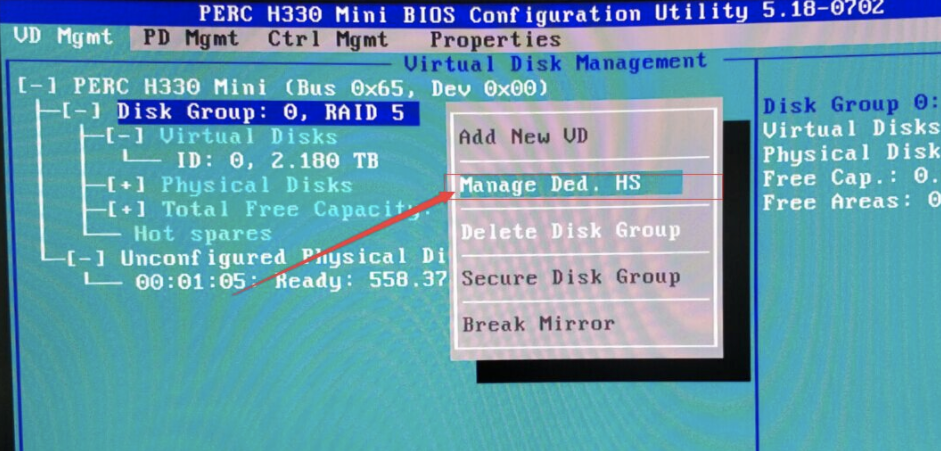 PERC H330 Mini BIOS Configuration Utility 5.18-0702
VD Mgmt PD Mgmt Ctrl Mgmt Properties
Virtual Disk Management
[-] PERC H330 Mini (Bus 0x65, Dev 0x00)
[-] Disk Group: 0, RAID 5
[-] Virtual Disks
ID: 0, 2.180 TB
[+] Physical Disks
[+] Total Free Capacity:
Hot spares
[-] Unconfigured Physical Di
00:01:05: Ready: 558.37
Add New VD
Manage Ded. HS
Delete Disk Group
Secure Disk Group
Break Mirror
Disk Group 0:
Virtual Disks
Physical Disk
Free Cap.: 0.
Free Areas: 0